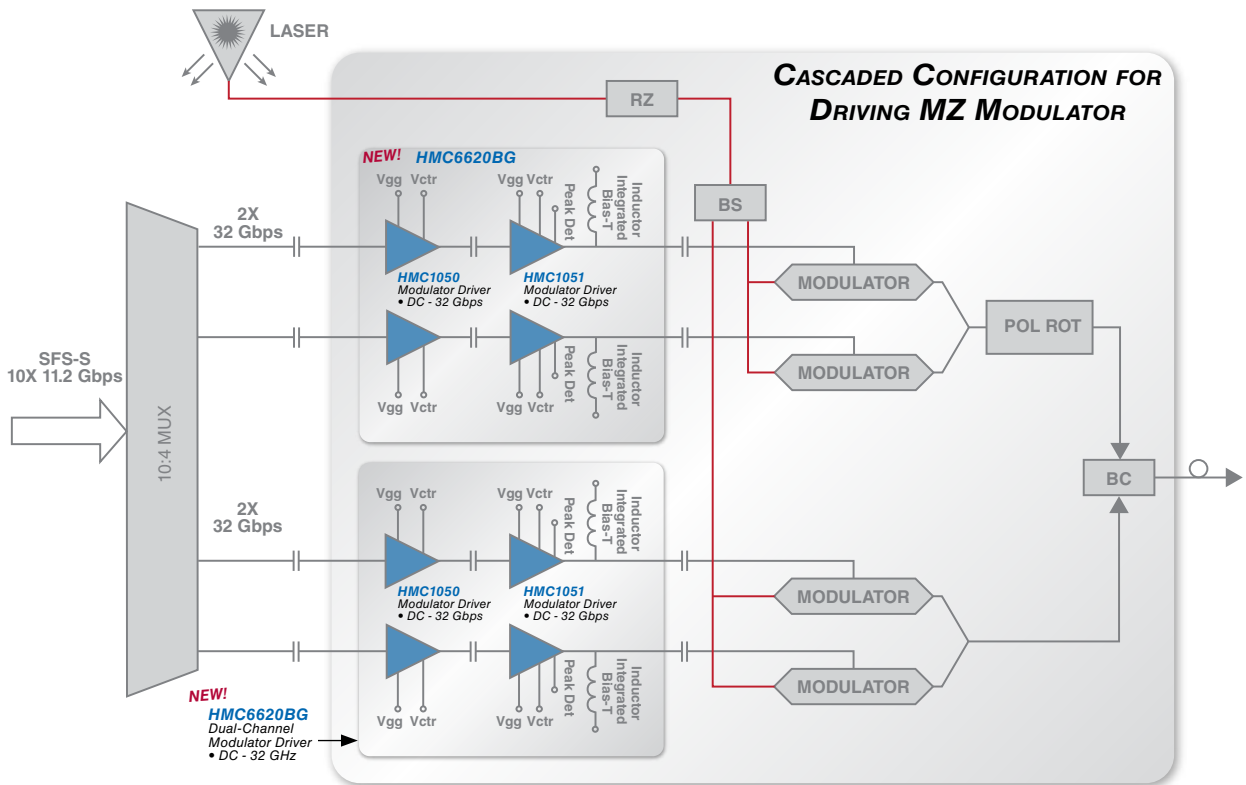 LASER
CASCADED CONFIGURATION FOR
DRIVING MZ MODULATOR
RZ
NEW! HMC6620BG
Vgg Vctr
Vgg Vctr
Peak Det
Inductor
Integrated
Bias-T
BS
2X
32 Gbps
HMC1050
Modulator Driver
• DC - 32 Gbps
HMC1051
Modulator Driver
• DC - 32 Gbps
MODULATOR
POL ROT
MODULATOR
Vgg Vctr
Vgg Vctr
Peak Det
Inductor
Integrated
Bias-T
SFS-S
10X 11.2 Gbps
10:4 MUX
BC
Vgg Vctr
Vgg Vctr
Peak Det
Inductor
Integrated
Bias-T
2X
32 Gbps
HMC1050
Modulator Driver
• DC - 32 Gbps
HMC1051
Modulator Driver
• DC - 32 Gbps
MODULATOR
MODULATOR
Vgg Vctr
Vgg Vctr
Peak Det
Inductor
Integrated
Bias-T
NEW!
HMC6620BG
Dual-Channel
Modulator Driver
• DC - 32 GHz